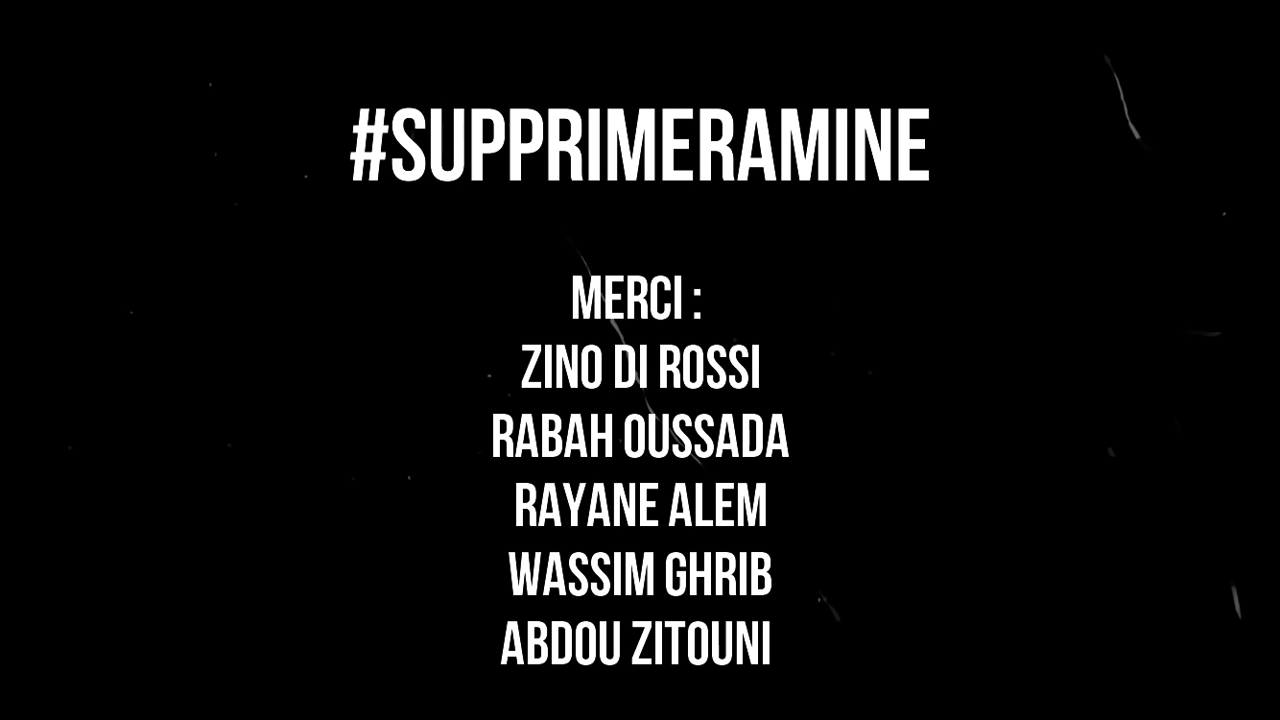 #SUPPRIMERAMINE
MERCI :
ZINO DI ROSSI
RABAH OUSSADA
RAYANE ALEM
WASSIM GHRIB
ABDOU ZITOUNI